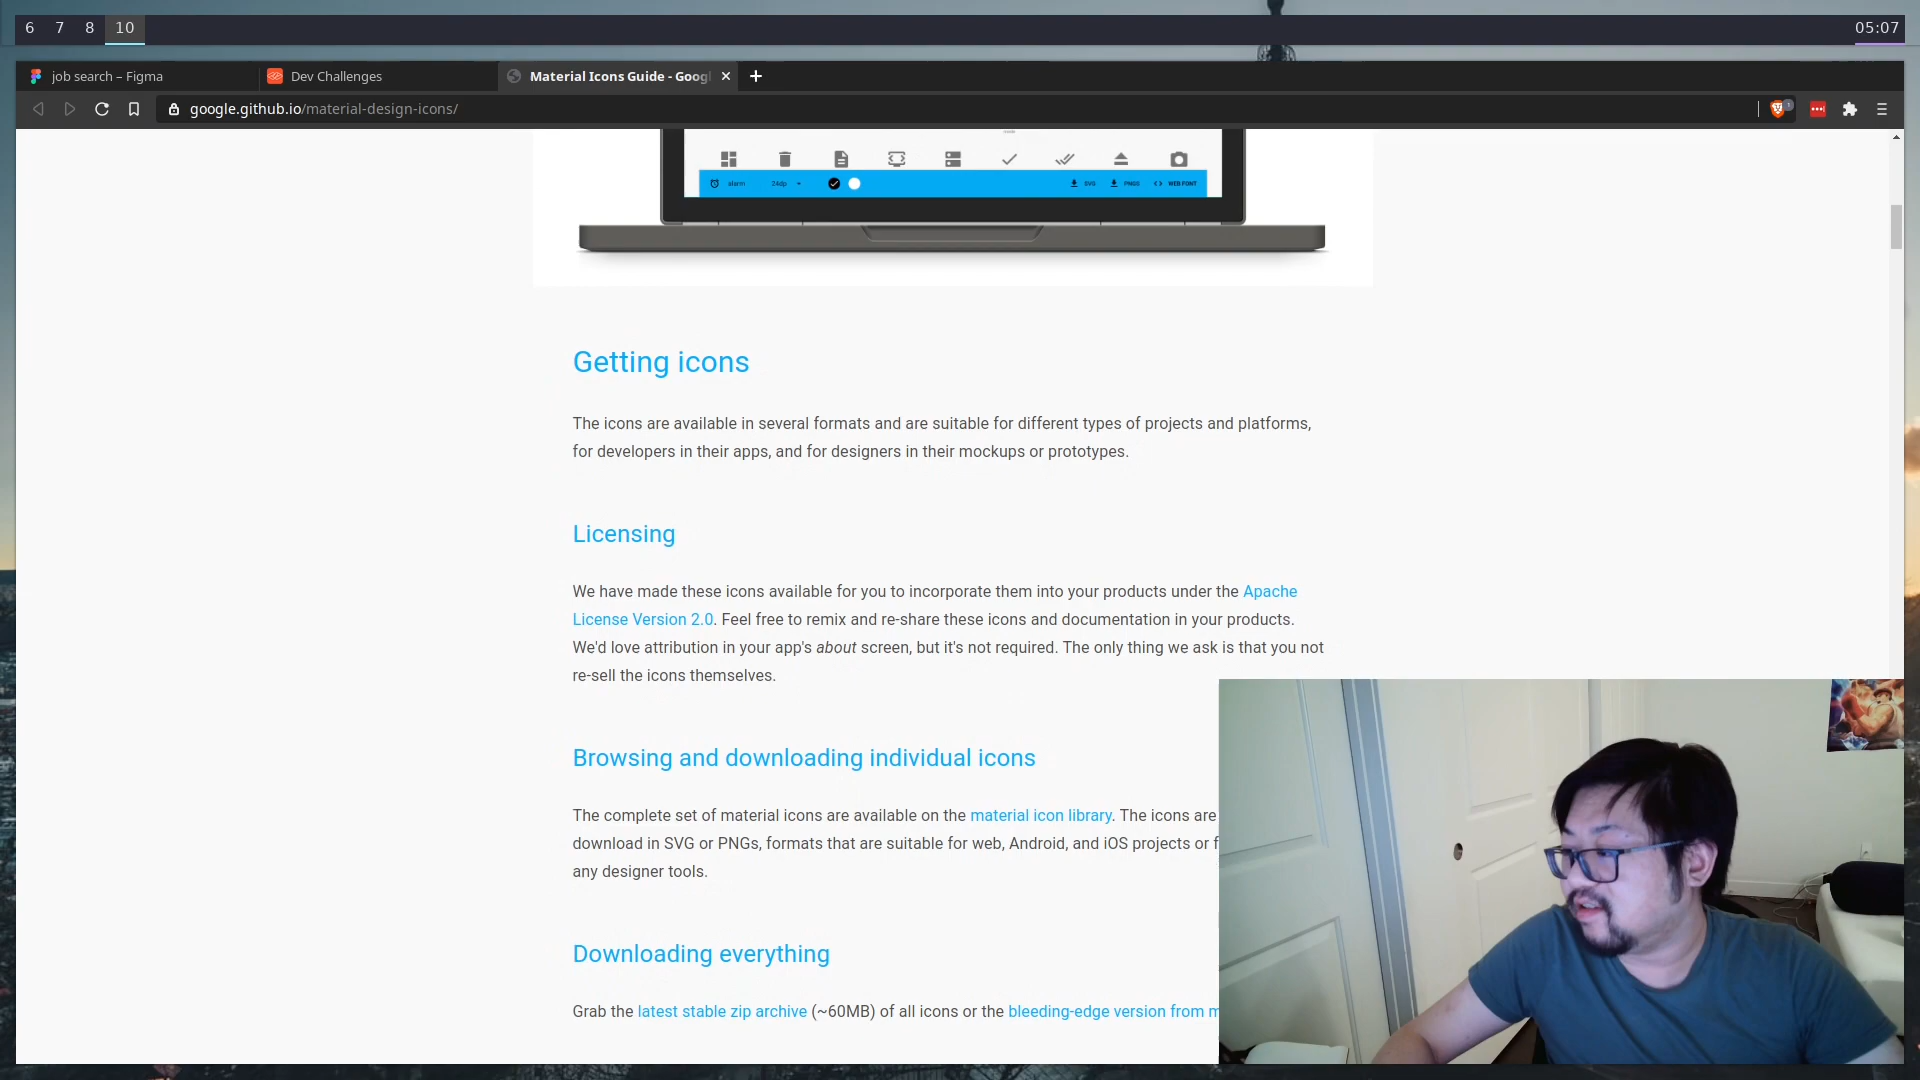 6 7 8 10 05:07
job search – Figma Dev Challenges Material Icons Guide - Googl
google.github.io/material-design-icons/
alarm 24dp SVG PNGS WEB FONT
Getting icons
The icons are available in several formats and are suitable for different types of projects and platforms,
for developers in their apps, and for designers in their mockups or prototypes.
Licensing
We have made these icons available for you to incorporate them into your products under the Apache
License Version 2.0. Feel free to remix and re-share these icons and documentation in your products.
We'd love attribution in your app's about screen, but it's not required. The only thing we ask is that you not
re-sell the icons themselves.
Browsing and downloading individual icons
The complete set of material icons are available on the material icon library. The icons are
download in SVG or PNGs, formats that are suitable for web, Android, and iOS projects or f
any designer tools.
Downloading everything
Grab the latest stable zip archive (~60MB) of all icons or the bleeding-edge version from m